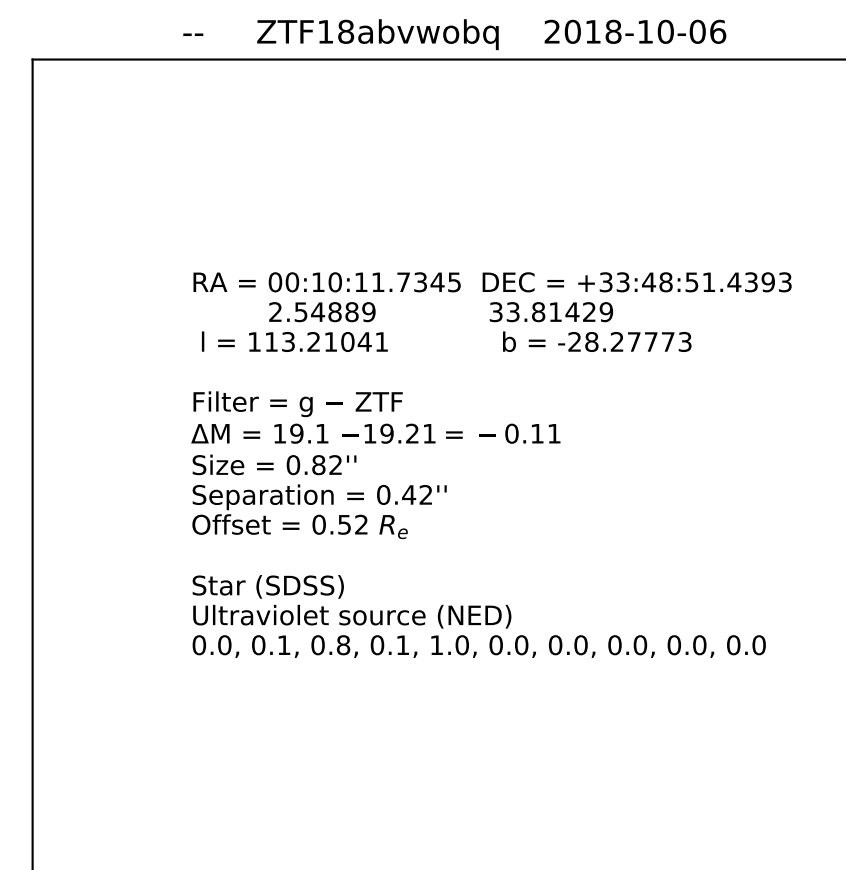 -- ZTF18abvwobq 2018-10-06
RA = 00:10:11.7345 DEC = +33:48:51.4393
2.54889 33.81429
l = 113.21041 b = -28.27773
Filter = g − ZTF
ΔM = 19.1 −19.21 = − 0.11
Size = 0.82''
Separation = 0.42''
Offset = 0.52 Re
Star (SDSS)
Ultraviolet source (NED)
0.0, 0.1, 0.8, 0.1, 1.0, 0.0, 0.0, 0.0, 0.0, 0.0